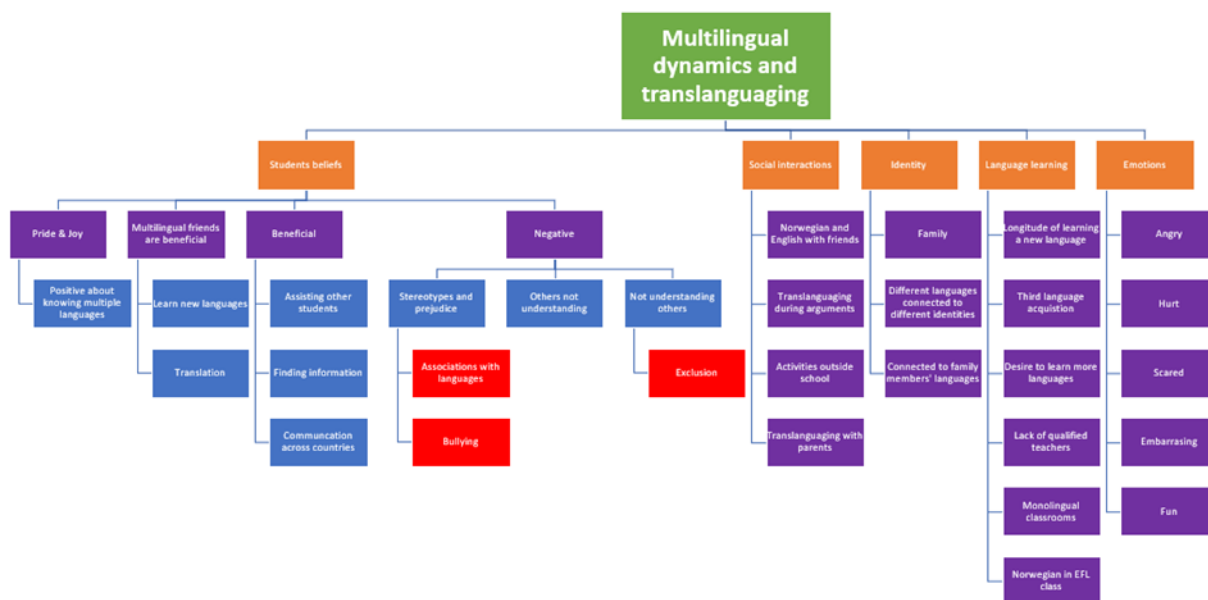 Multilingual
dynamics and
translanguaging
Students beliefs
Social interactions
Identity
Language learning
Emotions
Pride & Joy
Multilingual friends
are beneficial
Beneficial
Negative
Positive about
knowing multiple
languages
Learn new languages
Translation
Assisting other
students
Finding information
Communcation
across countries
Stereotypes and
prejudice
Others not
understanding
Not understanding
others
Associations with
languages
Bullying
Exclusion
Norwegian and
English with friends
Translanguaging
during arguments
Activities outside
school
Translanguaging with
parents
Family
Different languages
connected to
different identities
Connected to family
members' languages
Longitude of learning
a new language
Third language
acquistion
Desire to learn more
languages
Lack of qualified
teachers
Monolingual
classrooms
Norwegian in EFL
class
Angry
Hurt
Scared
Embarrasing
Fun